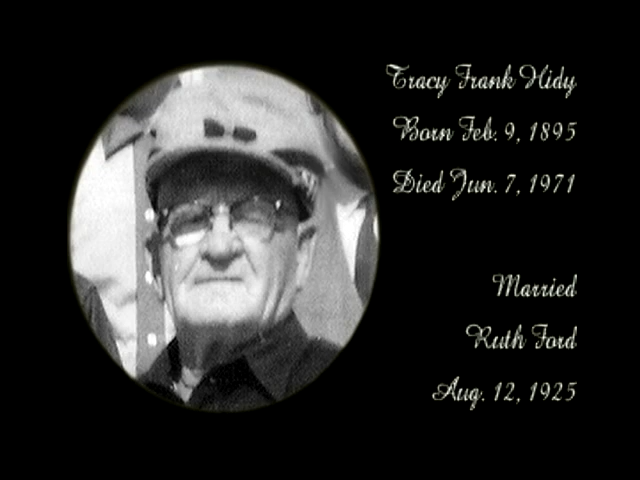 Tracy Frank Hidy
Born Feb. 9, 1895
Died Jun. 7, 1971
Married
Ruth Ford
Aug. 12, 1925